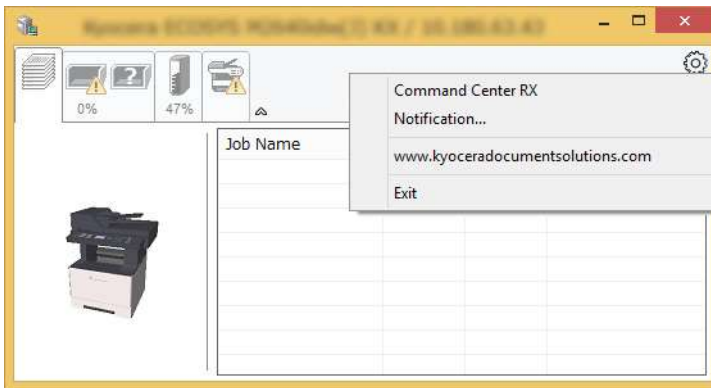 0%
47%
Command Center RX
Notification...
www.kyoceradocumentsolutions.com
Exit
Job Name